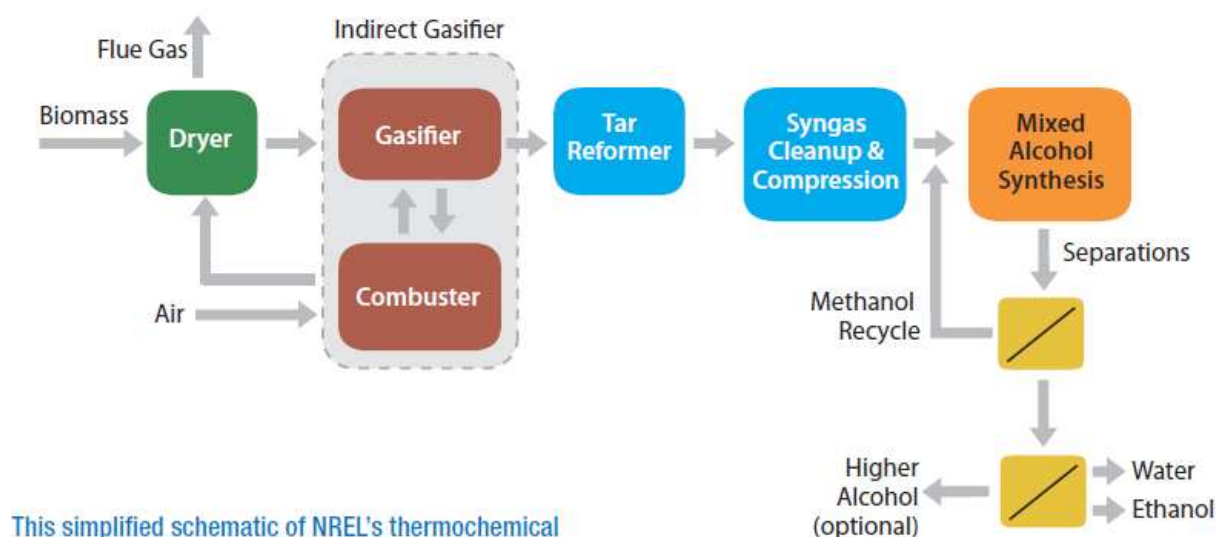 Flue Gas
Indirect Gasifier
Biomass
Dryer
Gasifier
Tar
Reformer
Syngas
Cleanup &
Compression
Mixed
Alcohol
Synthesis
Combuster
Air
Separations
Methanol
Recycle
Higher
Alcohol
(optional)
Water
Ethanol
This simplified schematic of NREL's thermochemical